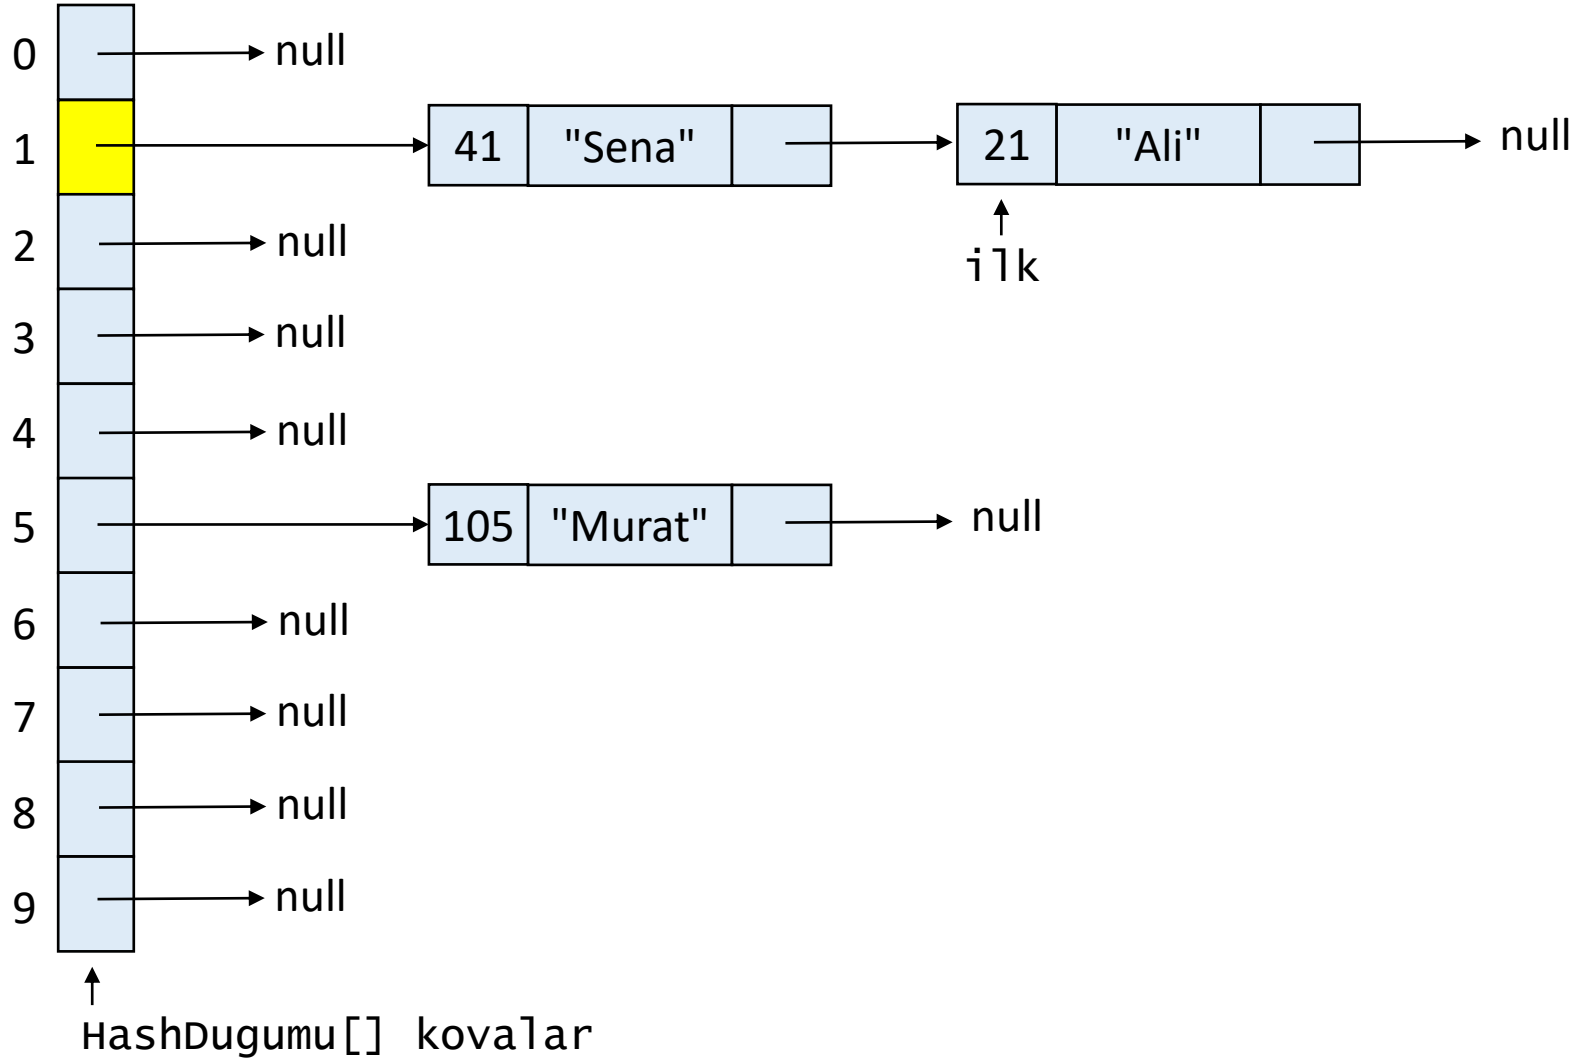 0 null
1 41 "Sena" 21 "Ali" null
2 null
ilk
3 null
4 null
5 105 "Murat" null
6 null
7 null
8 null
9 null
HashDugumu[] kovalar